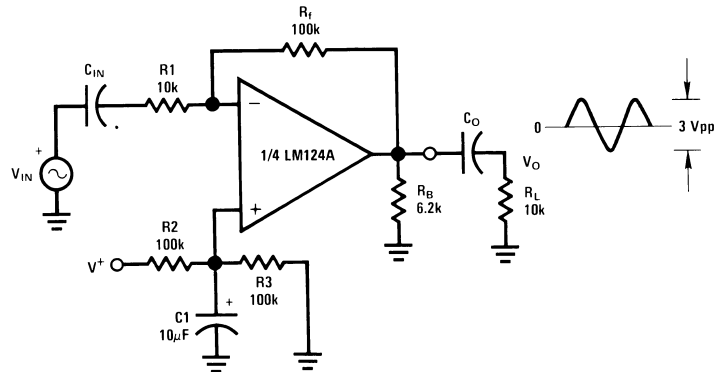 Rf
100k
CIN
R1
10k
−
+
1/4 LM124A
+
VIN
R2
100k
V+
R3
100k
+
C1
10μF
RB
6.2k
CO
VO
RL
10k
0
3 Vpp